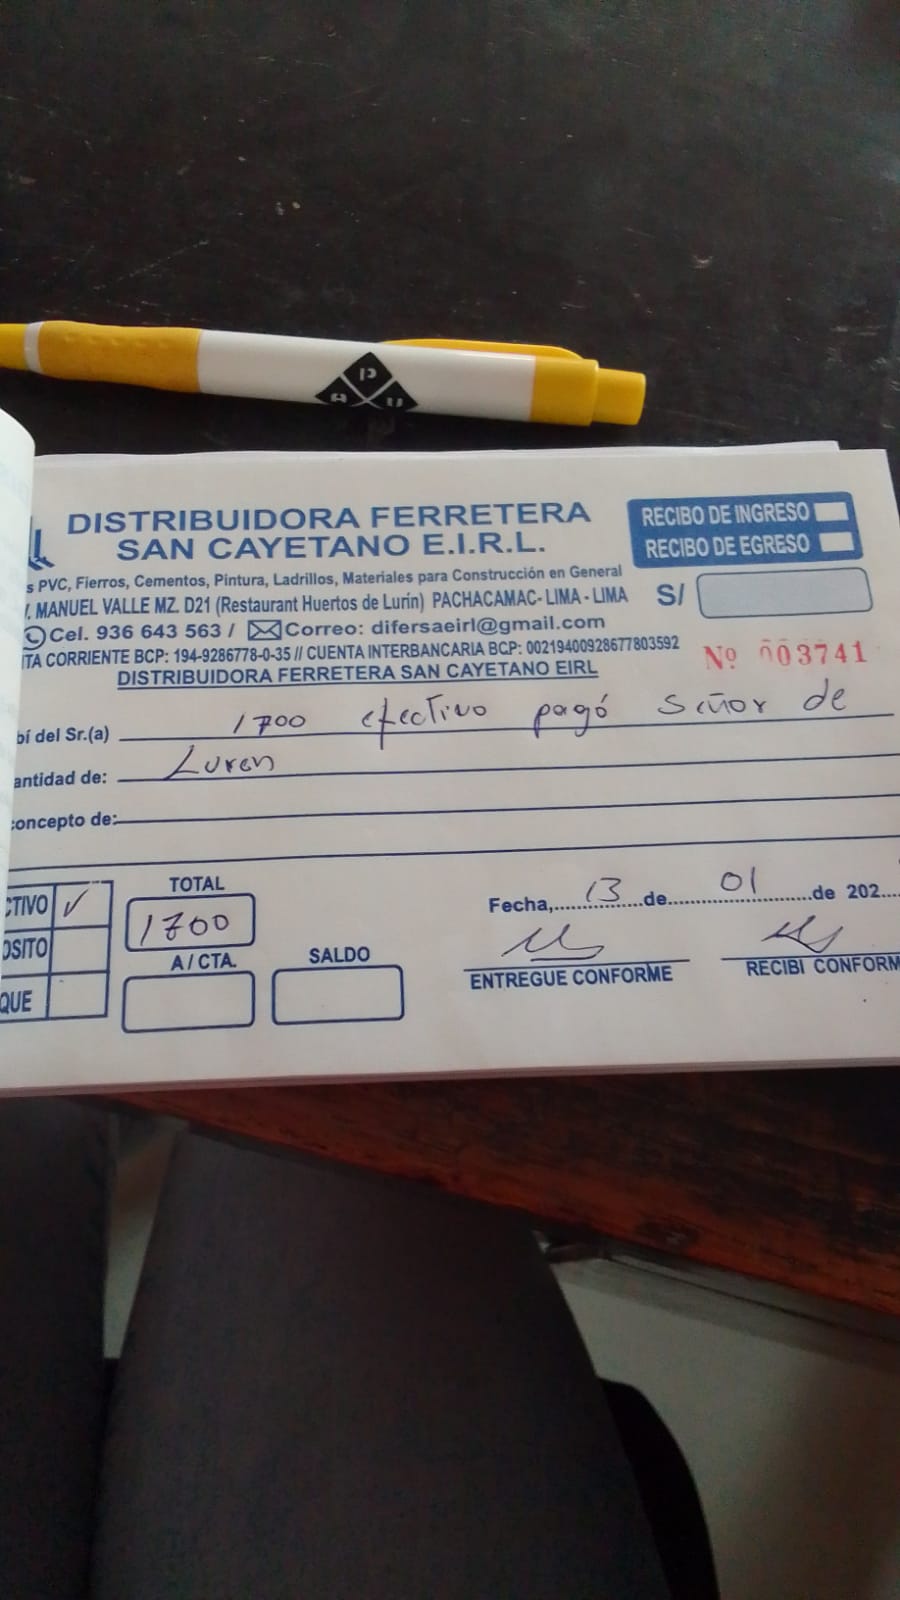 P
A U
DISTRIBUIDORA FERRETERA
SAN CAYETANO E.I.R.L.
s PVC, Fierros, Cementos, Pintura, Ladrillos, Materiales para Construcción en General
. MANUEL VALLE MZ. D21 (Restaurant Huertos de Lurín) PACHACAMAC- LIMA - LIMA
Cel. 936 643 563 / Correo: difersaeirl@gmail.com
TA CORRIENTE BCP: 194-9286778-0-35 // CUENTA INTERBANCARIA BCP: 00219400928677803592
DISTRIBUIDORA FERRETERA SAN CAYETANO EIRL
RECIBO DE INGRESO
RECIBO DE EGRESO
S/
Nº 003741
bí del Sr.(a) 1700 efectivo pagó Señor de
antidad de: Luren
concepto de:
CTIVO ✓
OSITO
QUE
TOTAL
1700
A / CTA.
SALDO
Fecha, 13 de 01 de 202
ENTREGUE CONFORME
RECIBI CONFORM